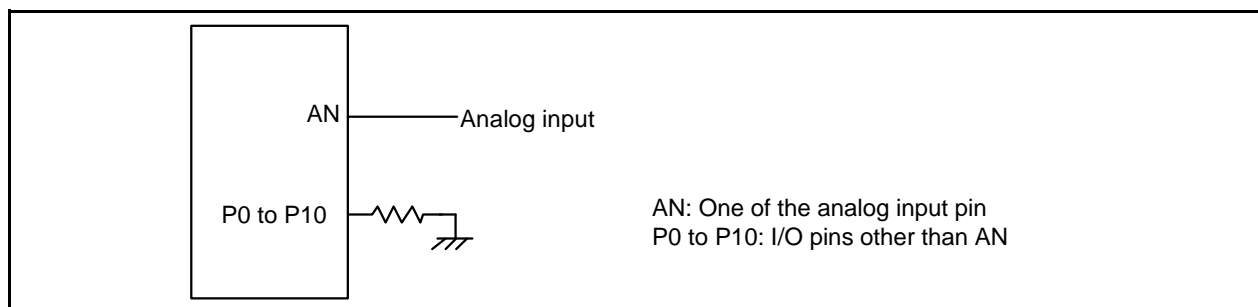 AN
Analog input
P0 to P10
AN: One of the analog input pin
P0 to P10: I/O pins other than AN